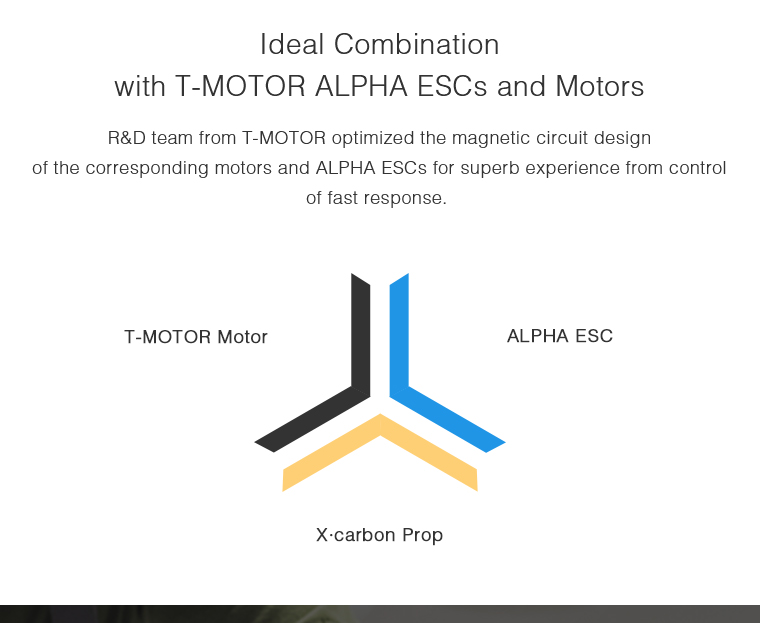 Ideal Combination
with T-MOTOR ALPHA ESCs and Motors
R&D team from T-MOTOR optimized the magnetic circuit design
of the corresponding motors and ALPHA ESCs for superb experience from control
of fast response.
T-MOTOR Motor
ALPHA ESC
X·carbon Prop